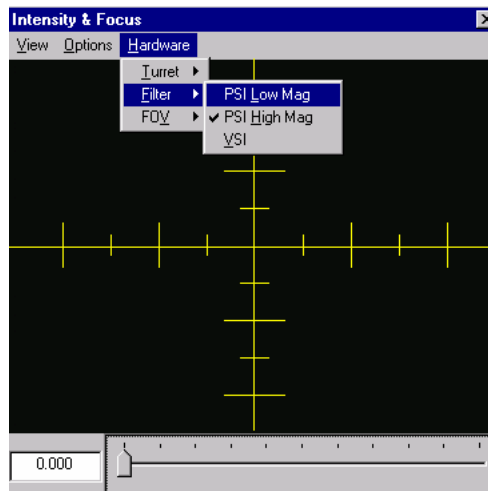 Intensity & Focus
View Options Hardware
Turret
Filter
FOV
PSI Low Mag
PSI High Mag
VSI
0.000